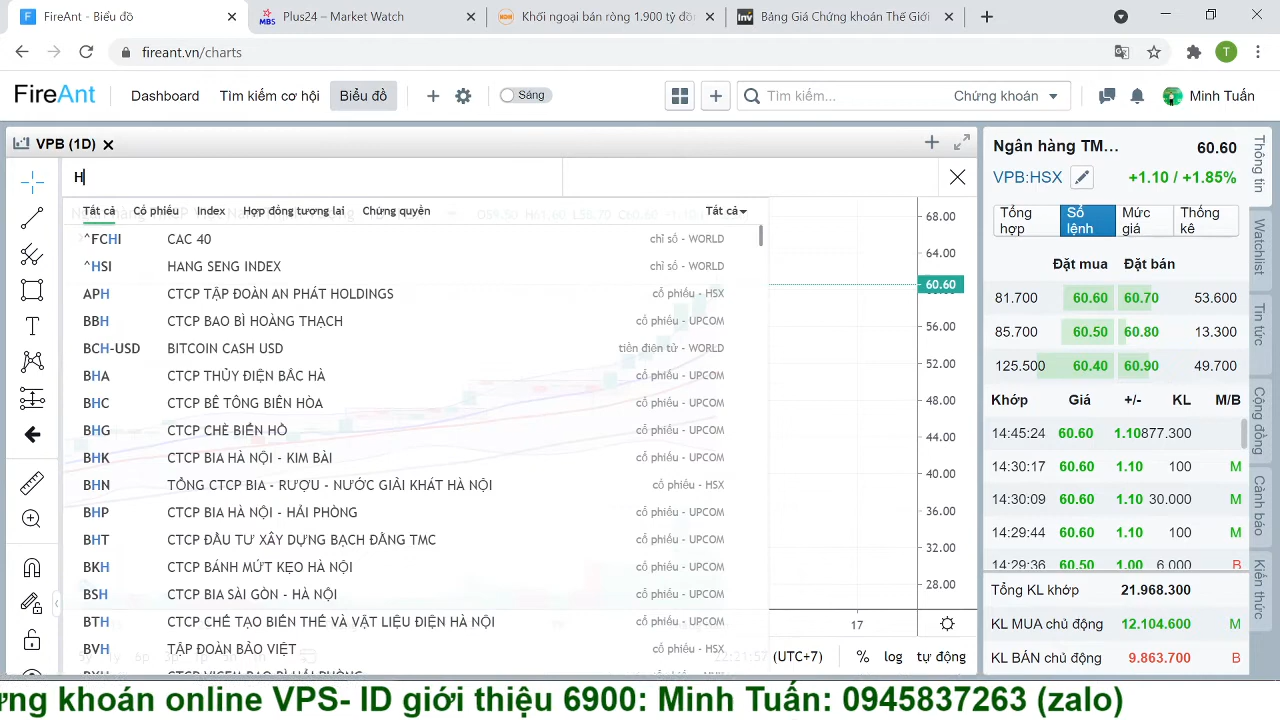 FireAnt - Biểu đồ
Plus24 – Market Watch
Khối ngoại bán ròng 1.900 tỷ đồ
Bảng Giá Chứng khoán Thế Giới
fireant.vn/charts
T
FireAnt
Dashboard
Tìm kiếm cơ hội
Biểu đồ
Sáng
Tìm kiếm...
Chứng khoán
Minh Tuấn
VPB (1D)
H
Tất cả
Cổ phiếu
Index
Hợp đồng tương lai
Chứng quyền
Tất cả
^FCHI CAC 40 chỉ số - WORLD
^HSI HANG SENG INDEX chỉ số - WORLD
APH CTCP TẬP ĐOÀN AN PHÁT HOLDINGS cổ phiếu - HSX
BBH CTCP BAO BÌ HOÀNG THẠCH cổ phiếu - UPCOM
BCH-USD BITCOIN CASH USD tiền điện tử - WORLD
BHA CTCP THỦY ĐIỆN BẮC HÀ cổ phiếu - UPCOM
BHC CTCP BÊ TÔNG BIÊN HÒA cổ phiếu - UPCOM
BHG CTCP CHÈ BIỂN HỒ cổ phiếu - UPCOM
BHK CTCP BIA HÀ NỘI - KIM BÀI cổ phiếu - UPCOM
BHN TỔNG CTCP BIA - RƯỢU - NƯỚC GIẢI KHÁT HÀ NỘI cổ phiếu - HSX
BHP CTCP BIA HÀ NỘI - HẢI PHÒNG cổ phiếu - UPCOM
BHT CTCP ĐẦU TƯ XÂY DỰNG BẠCH ĐẰNG TMC cổ phiếu - UPCOM
BKH CTCP BÁNH MỨT KẸO HÀ NỘI cổ phiếu - UPCOM
BSH CTCP BIA SÀI GÒN - HÀ NỘI cổ phiếu - UPCOM
BTH CTCP CHẾ TẠO BIẾN THẾ VÀ VẬT LIỆU ĐIỆN HÀ NỘI cổ phiếu - UPCOM
BVH TẬP ĐOÀN BẢO VIỆT cổ phiếu - HSX
68.00
64.00
60.60
56.00
52.00
48.00
44.00
40.00
36.00
32.00
28.00
17
22:21:57 (UTC+7)
%
log
tự động
Ngân hàng TM...
60.60
VPB:HSX
+1.10 / +1.85%
Tổng hợp
Số lệnh
Mức giá
Thống kê
Đặt mua Đặt bán
81.700 60.60 60.70 53.600
85.700 60.50 60.80 13.300
125.500 60.40 60.90 49.700
Khớp Giá +/- KL M/B
14:45:24 60.60 1.10 877.300
14:30:17 60.60 1.10 100 M
14:30:09 60.60 1.10 30.000 M
14:29:44 60.60 1.10 100 M
14:29:36 60.50 1.00 6.000 B
Tổng KL khớp 21.968.300
KL MUA chủ động 12.104.600 M
KL BÁN chủ động 9.863.700 B
Thông tin
Watchlist
Tin tức
Cộng đồng
Cảnh báo
Kiến thức
ứng khoán online VPS- ID giới thiệu 6900: Minh Tuấn: 0945837263 (zalo)